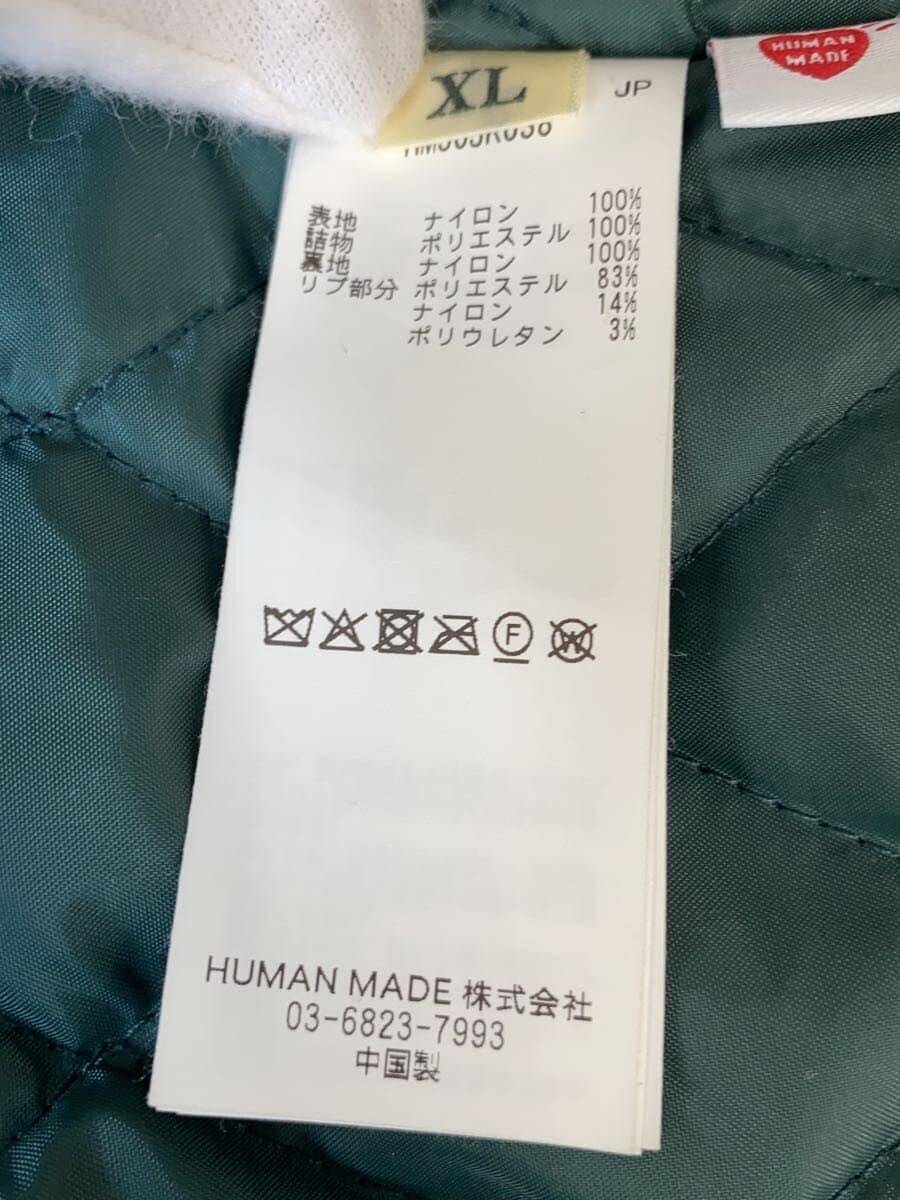 HUMAN
MADE
XL
JP
表地 ナイロン 100%
詰物 ポリエステル 100%
裏地 ナイロン 100%
リブ部分 ポリエステル 83%
ナイロン 14%
ポリウレタン 3%
F
W
HUMAN MADE 株式会社
03-6823-7993
中国製